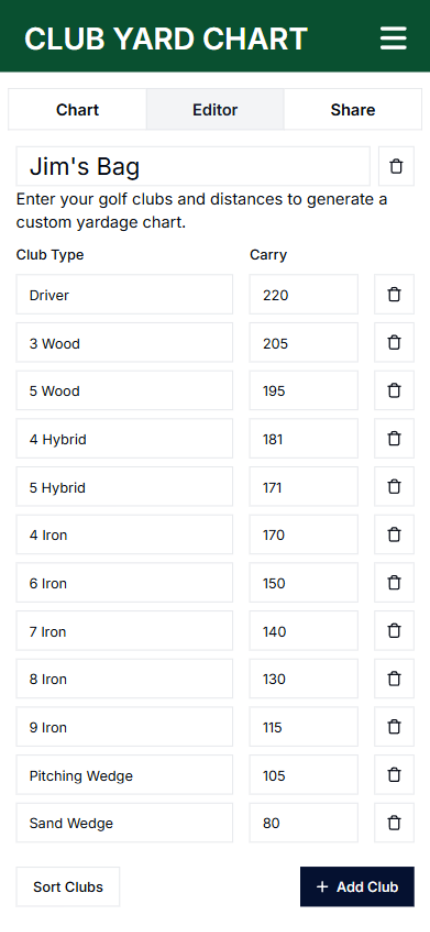 CLUB YARD CHART
Chart Editor Share
Jim's Bag
Enter your golf clubs and distances to generate a
custom yardage chart.
Club Type Carry
Driver 220
3 Wood 205
5 Wood 195
4 Hybrid 181
5 Hybrid 171
4 Iron 170
6 Iron 150
7 Iron 140
8 Iron 130
9 Iron 115
Pitching Wedge 105
Sand Wedge 80
Sort Clubs + Add Club